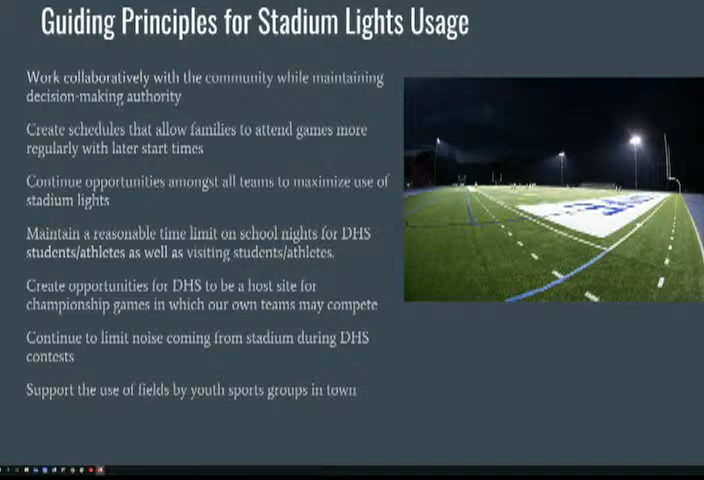 Guiding Principles for Stadium Lights Usage
Work collaboratively with the community while maintaining
decision-making authority
Create schedules that allow families to attend games more
regularly with later start times
Continue opportunities amongst all teams to maximize use of
stadium lights
Maintain a reasonable time limit on school nights for DHS
students/athletes as well as visiting students/athletes.
Create opportunities for DHS to be a host site for
championship games in which our own teams may compete
Continue to limit noise coming from stadium during DHS
contests
Support the use of fields by youth sports groups in town